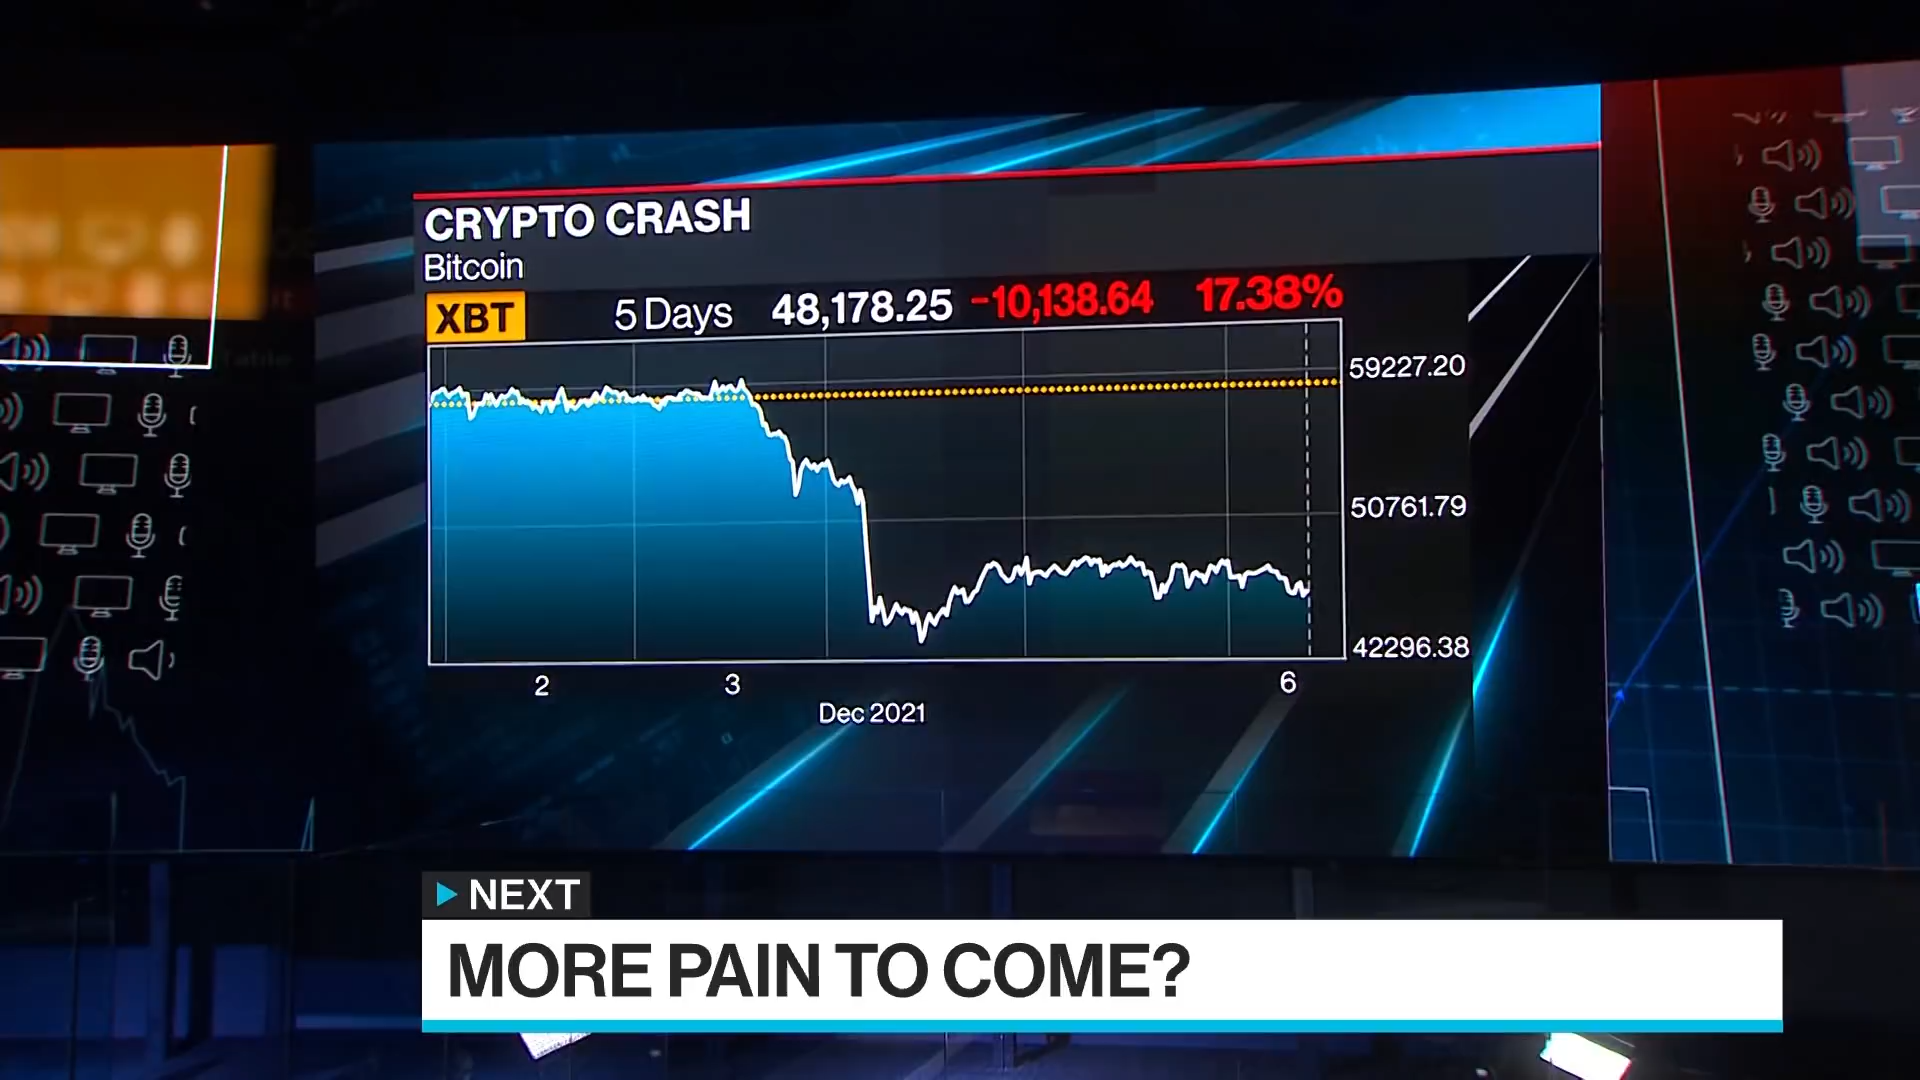 CRYPTO CRASH
Bitcoin
XBT 5 Days 48,178.25 -10,138.64 17.38%
59227.20
50761.79
42296.38
2 3 6
Dec 2021
NEXT
MORE PAIN TO COME?